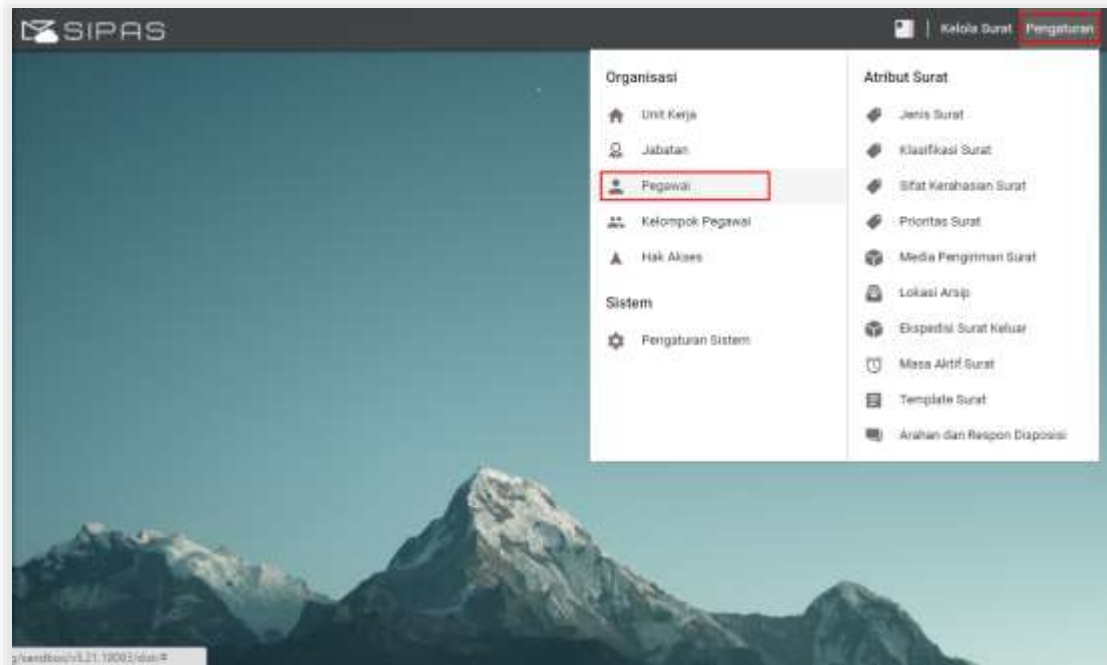 SIPAS
Kelola Surat
Pengaturan
Organisasi
Unit Kerja
Jabatan
Pegawai
Kelompok Pegawai
Hak Akses
Sistem
Pengaturan Sistem
Atribut Surat
Jenis Surat
Klasifikasi Surat
Sifat Kerahasian Surat
Prioritas Surat
Media Pengiriman Surat
Lokasi Arsip
Ekspedisi Surat Keluar
Masa Aktif Surat
Template Surat
Arahan dan Respon Disposisi